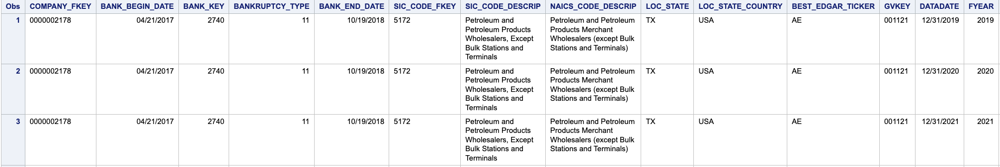 Obs COMPANY_FKEY BANK_BEGIN_DATE BANK_KEY BANKRUPTCY_TYPE BANK_END_DATE SIC_CODE_FKEY SIC_CODE_DESCRIP NAICS_CODE_DESCRIP LOC_STATE LOC_STATE_COUNTRY BEST_EDGAR_TICKER GVKEY DATADATE FYEAR
1 0000002178 04/21/2017 2740 11 10/19/2018 5172 Petroleum and Petroleum and Petroleum TX USA AE 001121 12/31/2019 2019
Petroleum Products Products Merchant
Wholesalers, Except Wholesalers (except Bulk
Bulk Stations and Stations and Terminals)
Terminals
2 0000002178 04/21/2017 2740 11 10/19/2018 5172 Petroleum and Petroleum and Petroleum TX USA AE 001121 12/31/2020 2020
Petroleum Products Products Merchant
Wholesalers, Except Wholesalers (except Bulk
Bulk Stations and Stations and Terminals)
Terminals
3 0000002178 04/21/2017 2740 11 10/19/2018 5172 Petroleum and Petroleum and Petroleum TX USA AE 001121 12/31/2021 2021
Petroleum Products Products Merchant
Wholesalers, Except Wholesalers (except Bulk
Bulk Stations and Stations and Terminals)
Terminals